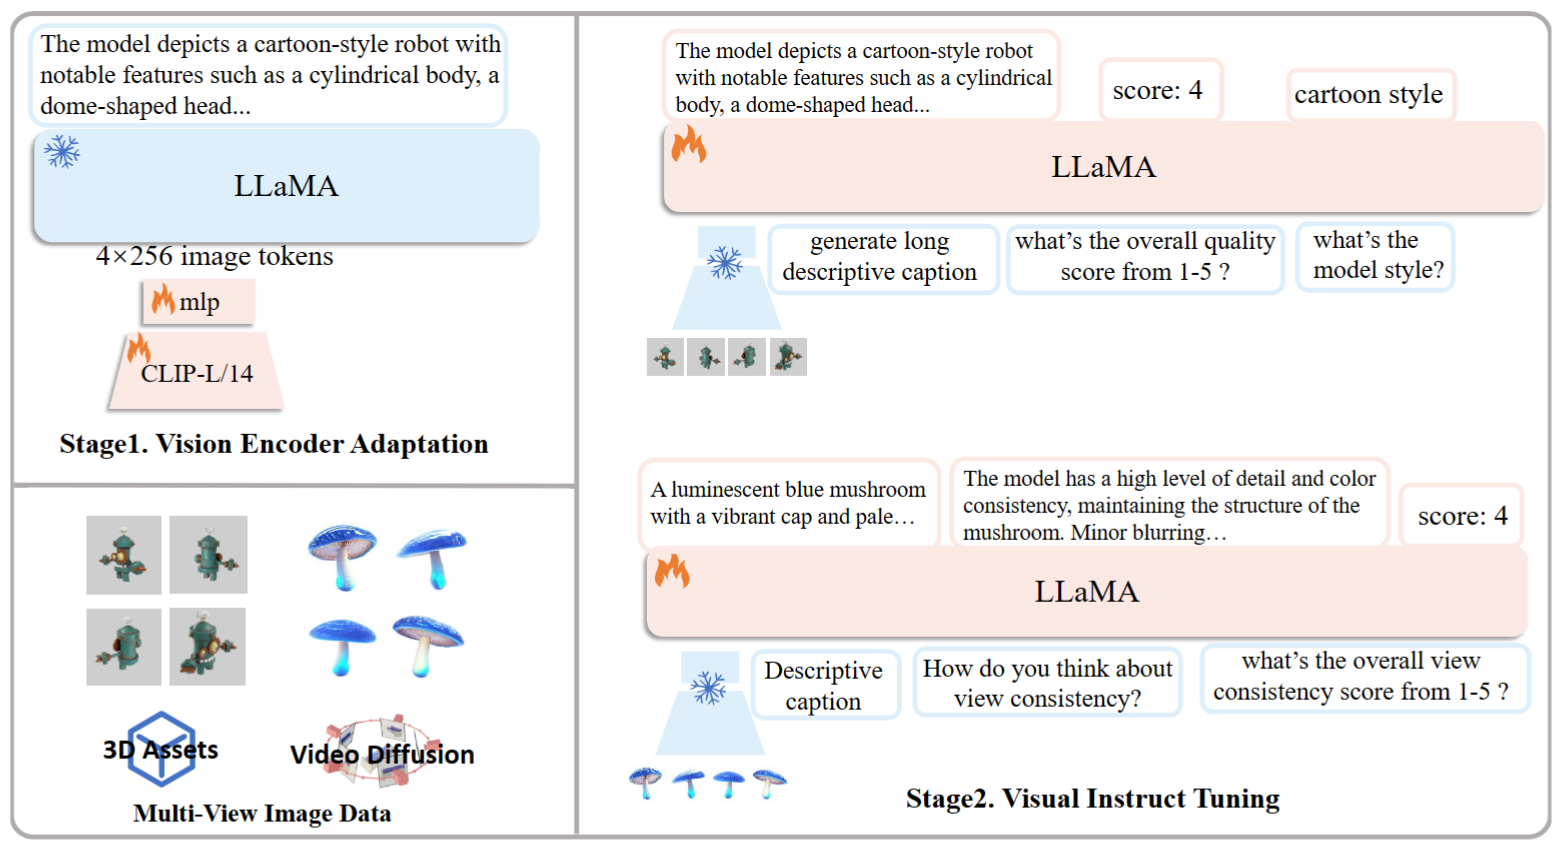 The model depicts a cartoon-style robot with
notable features such as a cylindrical body, a
dome-shaped head...
LLaMA
4×256 image tokens
mlp
CLIP-L/14
Stage1. Vision Encoder Adaptation
3D Assets
Video Diffusion
Multi-View Image Data
The model depicts a cartoon-style robot
with notable features such as a cylindrical
body, a dome-shaped head...
score: 4
cartoon style
LLaMA
generate long
descriptive caption
what's the overall quality
score from 1-5 ?
what's the
model style?
A luminescent blue mushroom
with a vibrant cap and pale…
The model has a high level of detail and color
consistency, maintaining the structure of the
mushroom. Minor blurring…
score: 4
LLaMA
Descriptive
caption
How do you think about
view consistency?
what's the overall view
consistency score from 1-5 ?
Stage2. Visual Instruct Tuning